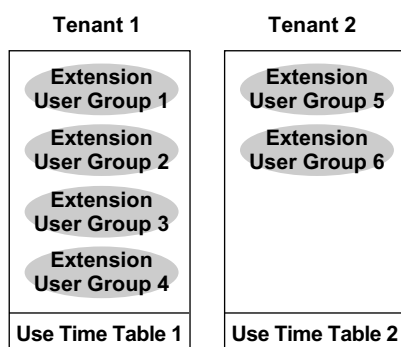 Tenant 1
Extension
User Group 1
Extension
User Group 2
Extension
User Group 3
Extension
User Group 4
Use Time Table 1
Tenant 2
Extension
User Group 5
Extension
User Group 6
Use Time Table 2